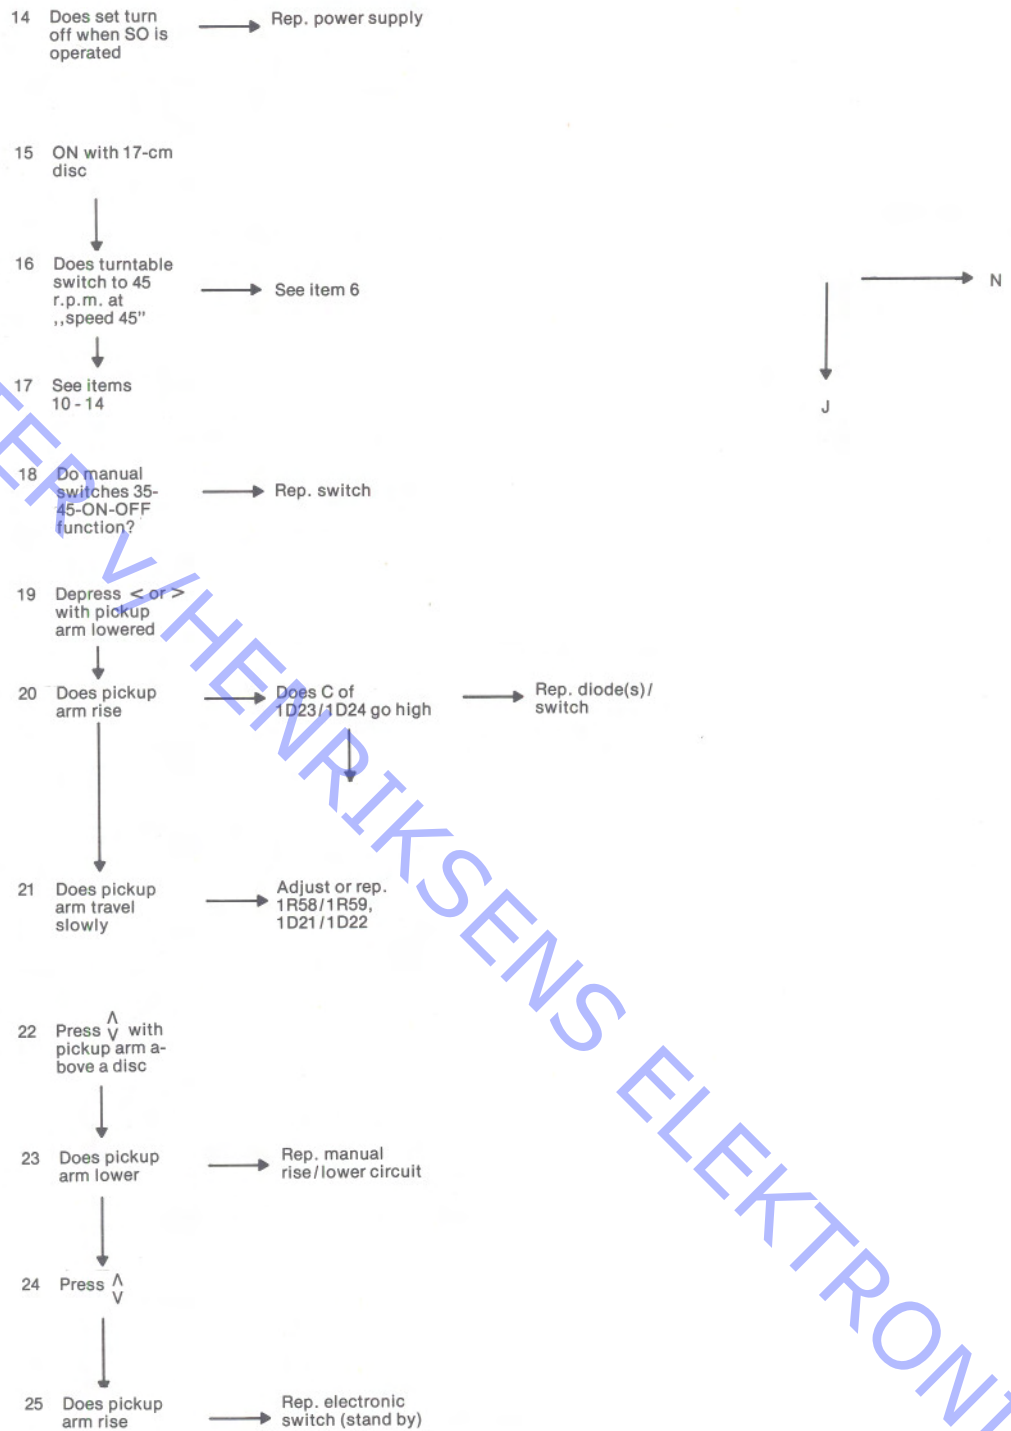 14 Does set turn
off when SO is
operated
Rep. power supply
15 ON with 17-cm
disc
16 Does turntable
switch to 45
r.p.m. at
,,speed 45"
See item 6
N
J
17 See items
10 - 14
18 Do manual
switches 35-
45-ON-OFF
function?
Rep. switch
19 Depress < or >
with pickup
arm lowered
20 Does pickup
arm rise
Does C of
1D23/1D24 go high
Rep. diode(s)/
switch
21 Does pickup
arm travel
slowly
Adjust or rep.
1R58/1R59,
1D21/1D22
22 Press ∧ ∨ with
pickup arm a-
bove a disc
23 Does pickup
arm lower
Rep. manual
rise/lower circuit
24 Press ∧ ∨
25 Does pickup
arm rise
Rep. electronic
switch (stand by)
TER v/HENRIKSENS ELEKTRONI